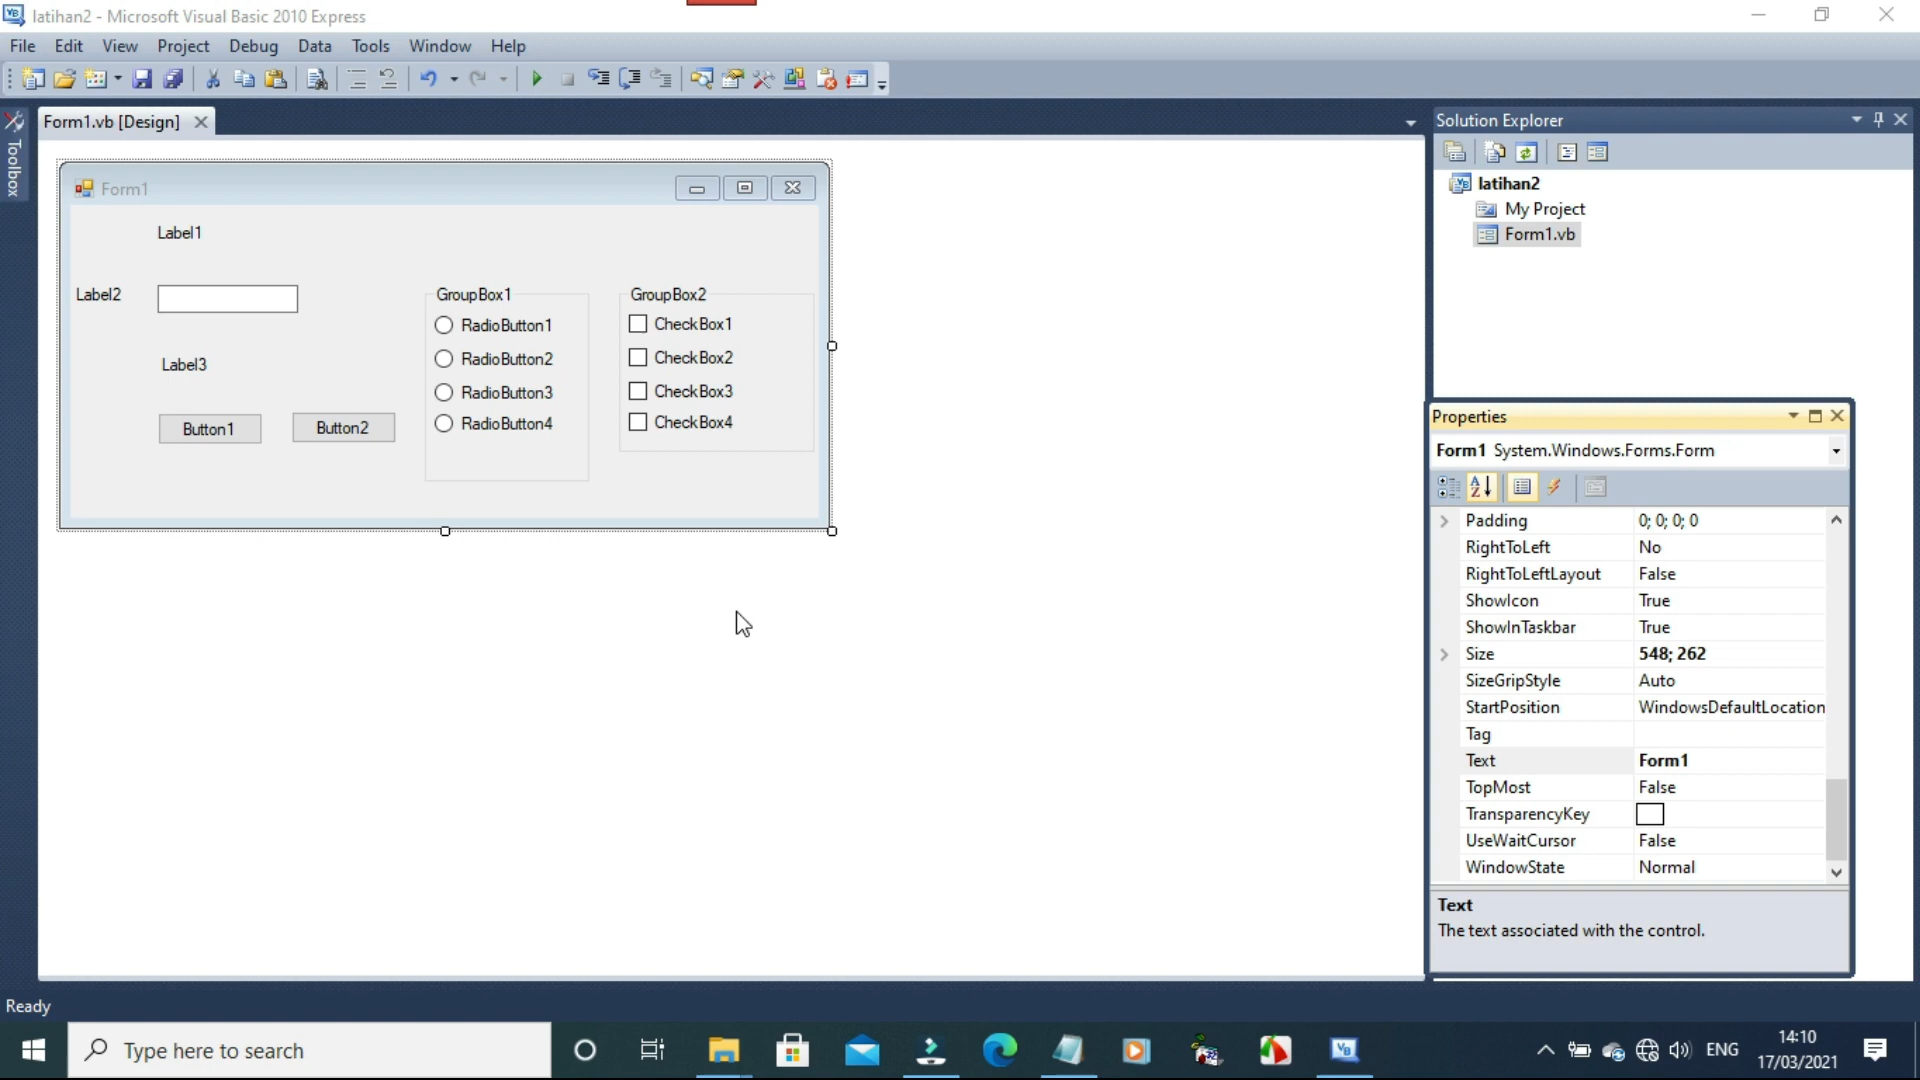 latihan2 - Microsoft Visual Basic 2010 Express
File Edit View Project Debug Data Tools Window Help
Toolbox
Form1.vb [Design]
Form1
Label1
Label2
Label3
Button1
Button2
GroupBox1
RadioButton1
RadioButton2
RadioButton3
RadioButton4
GroupBox2
CheckBox1
CheckBox2
CheckBox3
CheckBox4
Solution Explorer
latihan2
My Project
Form1.vb
Properties
Form1 System.Windows.Forms.Form
Padding 0; 0; 0; 0
RightToLeft No
RightToLeftLayout False
ShowIcon True
ShowInTaskbar True
Size 548; 262
SizeGripStyle Auto
StartPosition WindowsDefaultLocation
Tag
Text Form1
TopMost False
TransparencyKey
UseWaitCursor False
WindowState Normal
Text
The text associated with the control.
Ready
Type here to search
ENG
14:10
17/03/2021